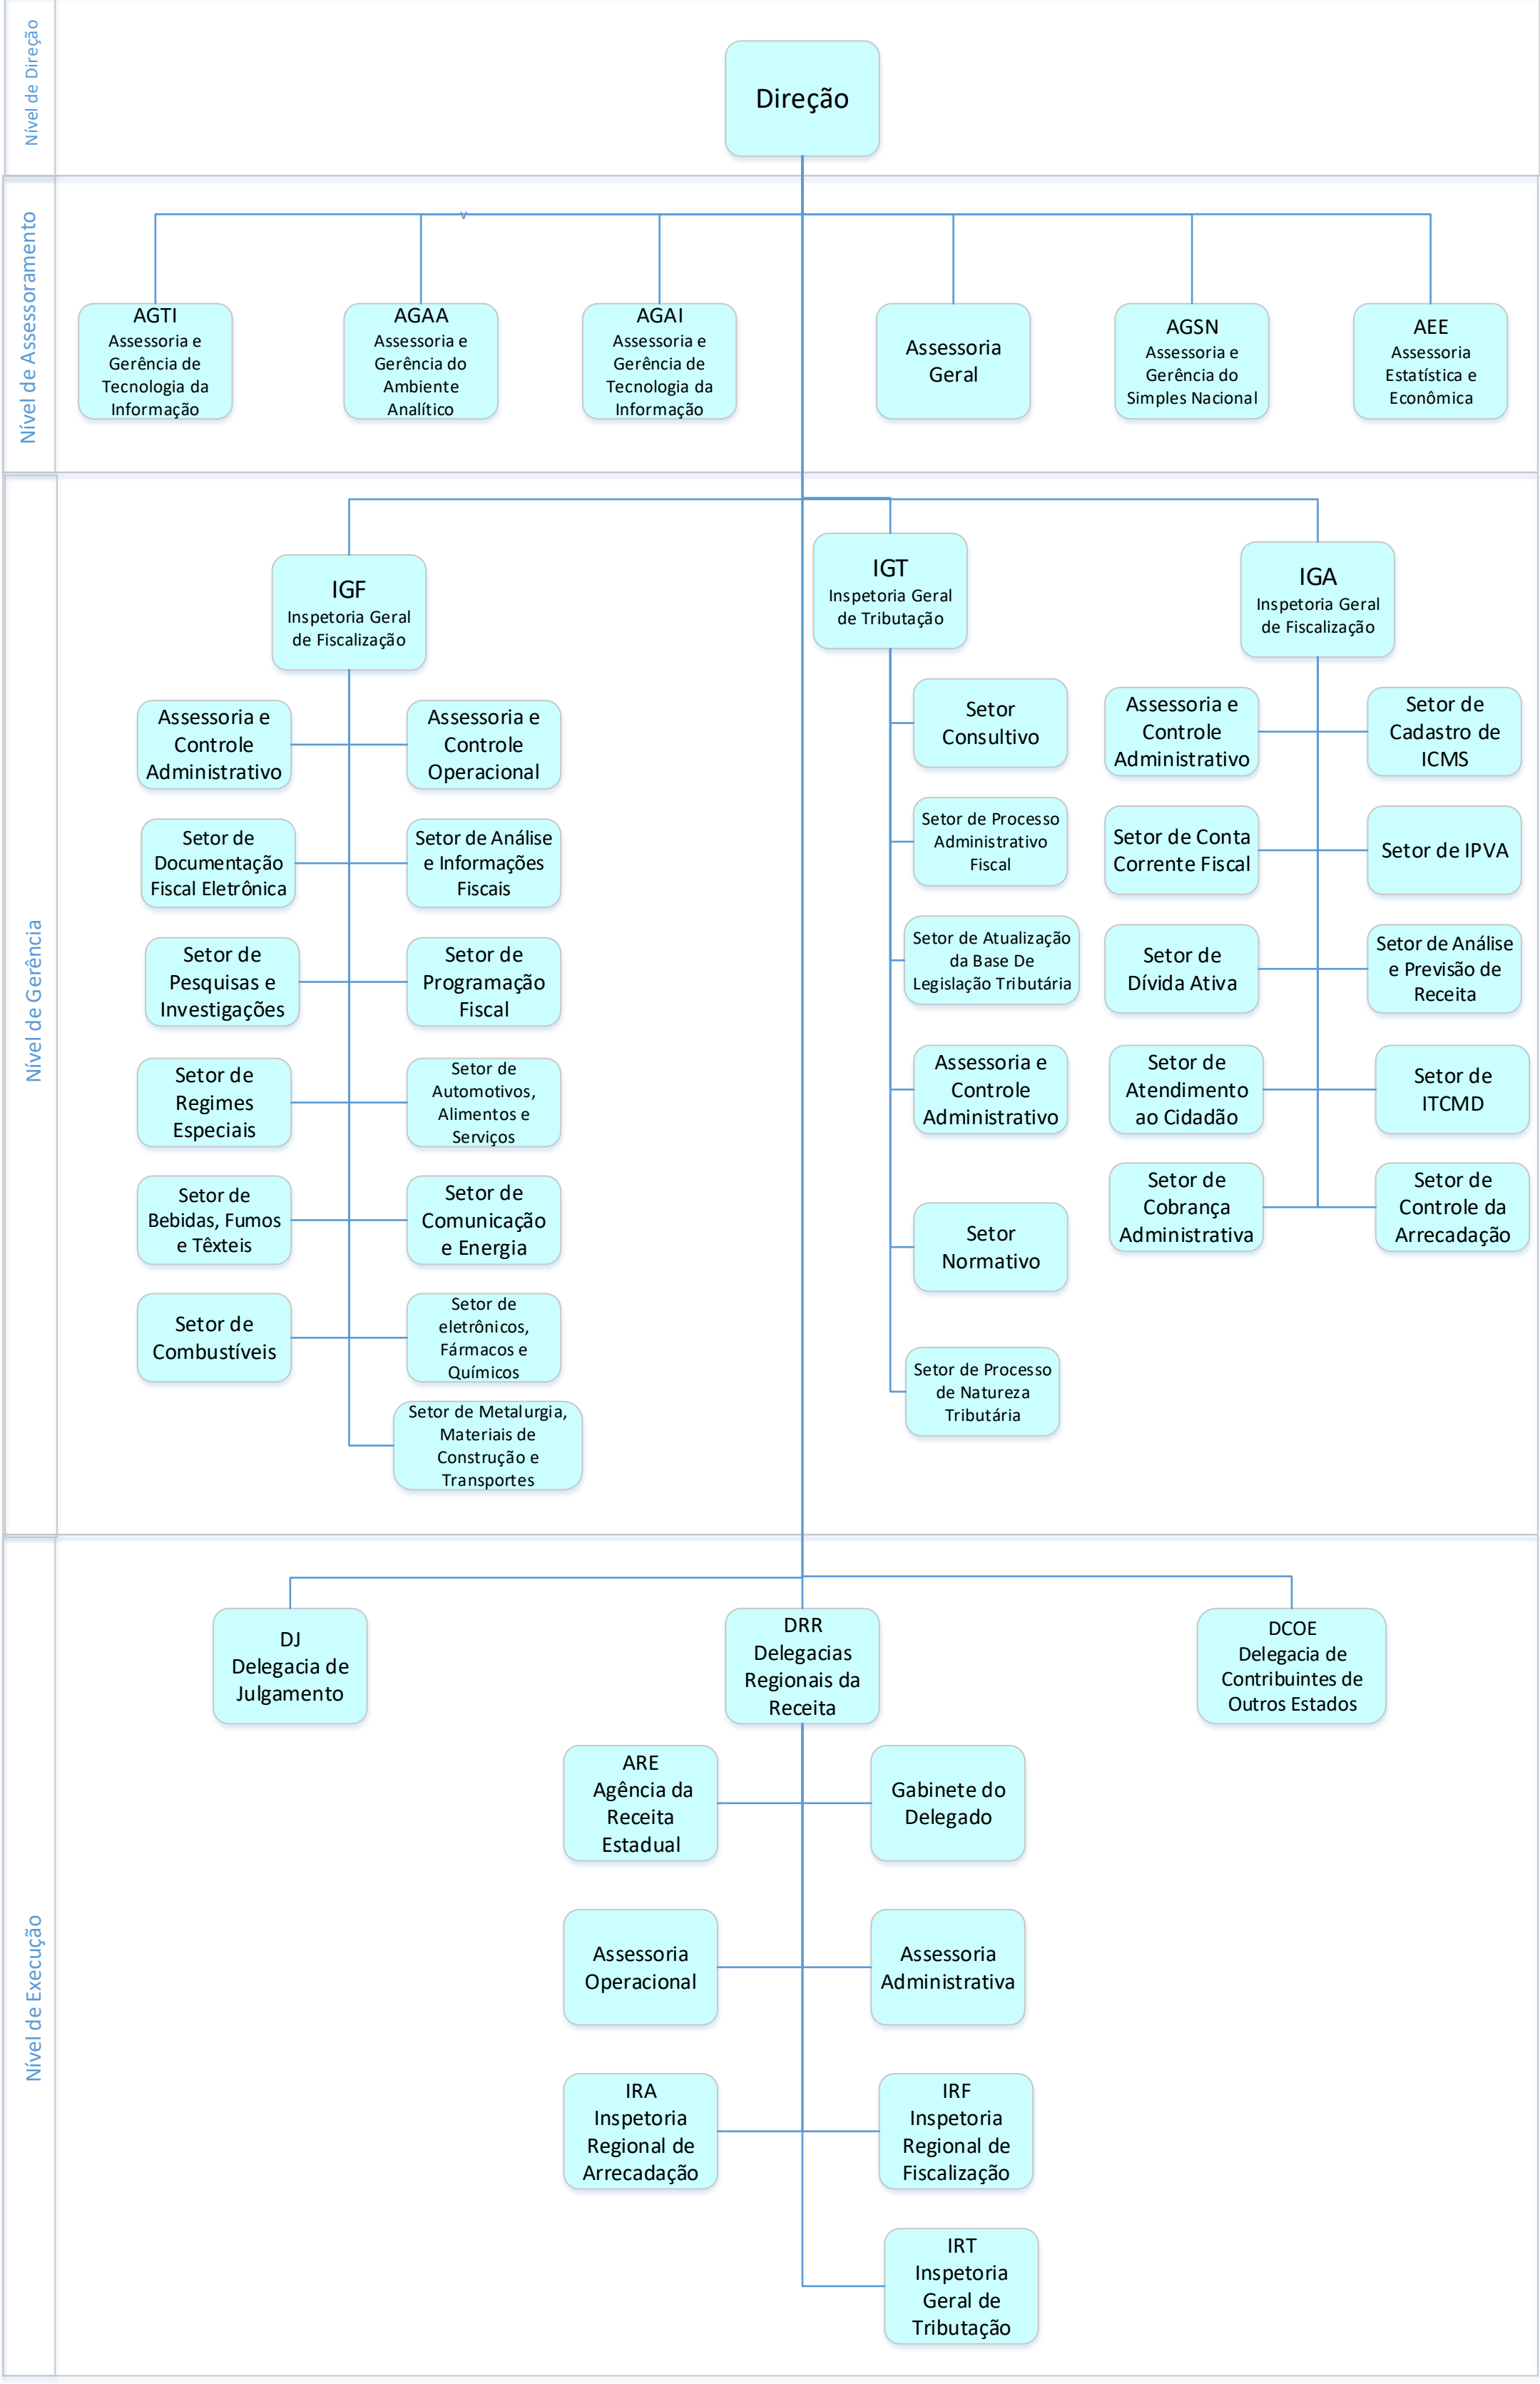 Nível de Direção
Direção
Nível de Assessoramento
v
AGTI
Assessoria e
Gerência de
Tecnologia da
Informação
AGAA
Assessoria e
Gerência do
Ambiente
Analítico
AGAI
Assessoria e
Gerência de
Tecnologia da
Informação
Assessoria
Geral
AGSN
Assessoria e
Gerência do
Simples Nacional
AEE
Assessoria
Estatística e
Econômica
Nível de Gerência
IGF
Inspetoria Geral
de Fiscalização
Assessoria e
Controle
Administrativo
Assessoria e
Controle
Operacional
Setor de
Documentação
Fiscal Eletrônica
Setor de Análise
e Informações
Fiscais
Setor de
Pesquisas e
Investigações
Setor de
Programação
Fiscal
Setor de
Regimes
Especiais
Setor de
Automotivos,
Alimentos e
Serviços
Setor de
Bebidas, Fumos
e Têxteis
Setor de
Comunicação
e Energia
Setor de
Combustíveis
Setor de
eletrônicos,
Fármacos e
Químicos
Setor de Metalurgia,
Materiais de
Construção e
Transportes
IGT
Inspetoria Geral
de Tributação
Setor
Consultivo
Setor de Processo
Administrativo
Fiscal
Setor de Atualização
da Base De
Legislação Tributária
Assessoria e
Controle
Administrativo
Setor
Normativo
Setor de Processo
de Natureza
Tributária
IGA
Inspetoria Geral
de Fiscalização
Assessoria e
Controle
Administrativo
Setor de
Cadastro de
ICMS
Setor de Conta
Corrente Fiscal
Setor de IPVA
Setor de
Dívida Ativa
Setor de Análise
e Previsão de
Receita
Setor de
Atendimento
ao Cidadão
Setor de
ITCMD
Setor de
Cobrança
Administrativa
Setor de
Controle da
Arrecadação
Nível de Execução
DJ
Delegacia de
Julgamento
DRR
Delegacias
Regionais da
Receita
DCOE
Delegacia de
Contribuintes de
Outros Estados
ARE
Agência da
Receita
Estadual
Gabinete do
Delegado
Assessoria
Operacional
Assessoria
Administrativa
IRA
Inspetoria
Regional de
Arrecadação
IRF
Inspetoria
Regional de
Fiscalização
IRT
Inspetoria
Geral de
Tributação